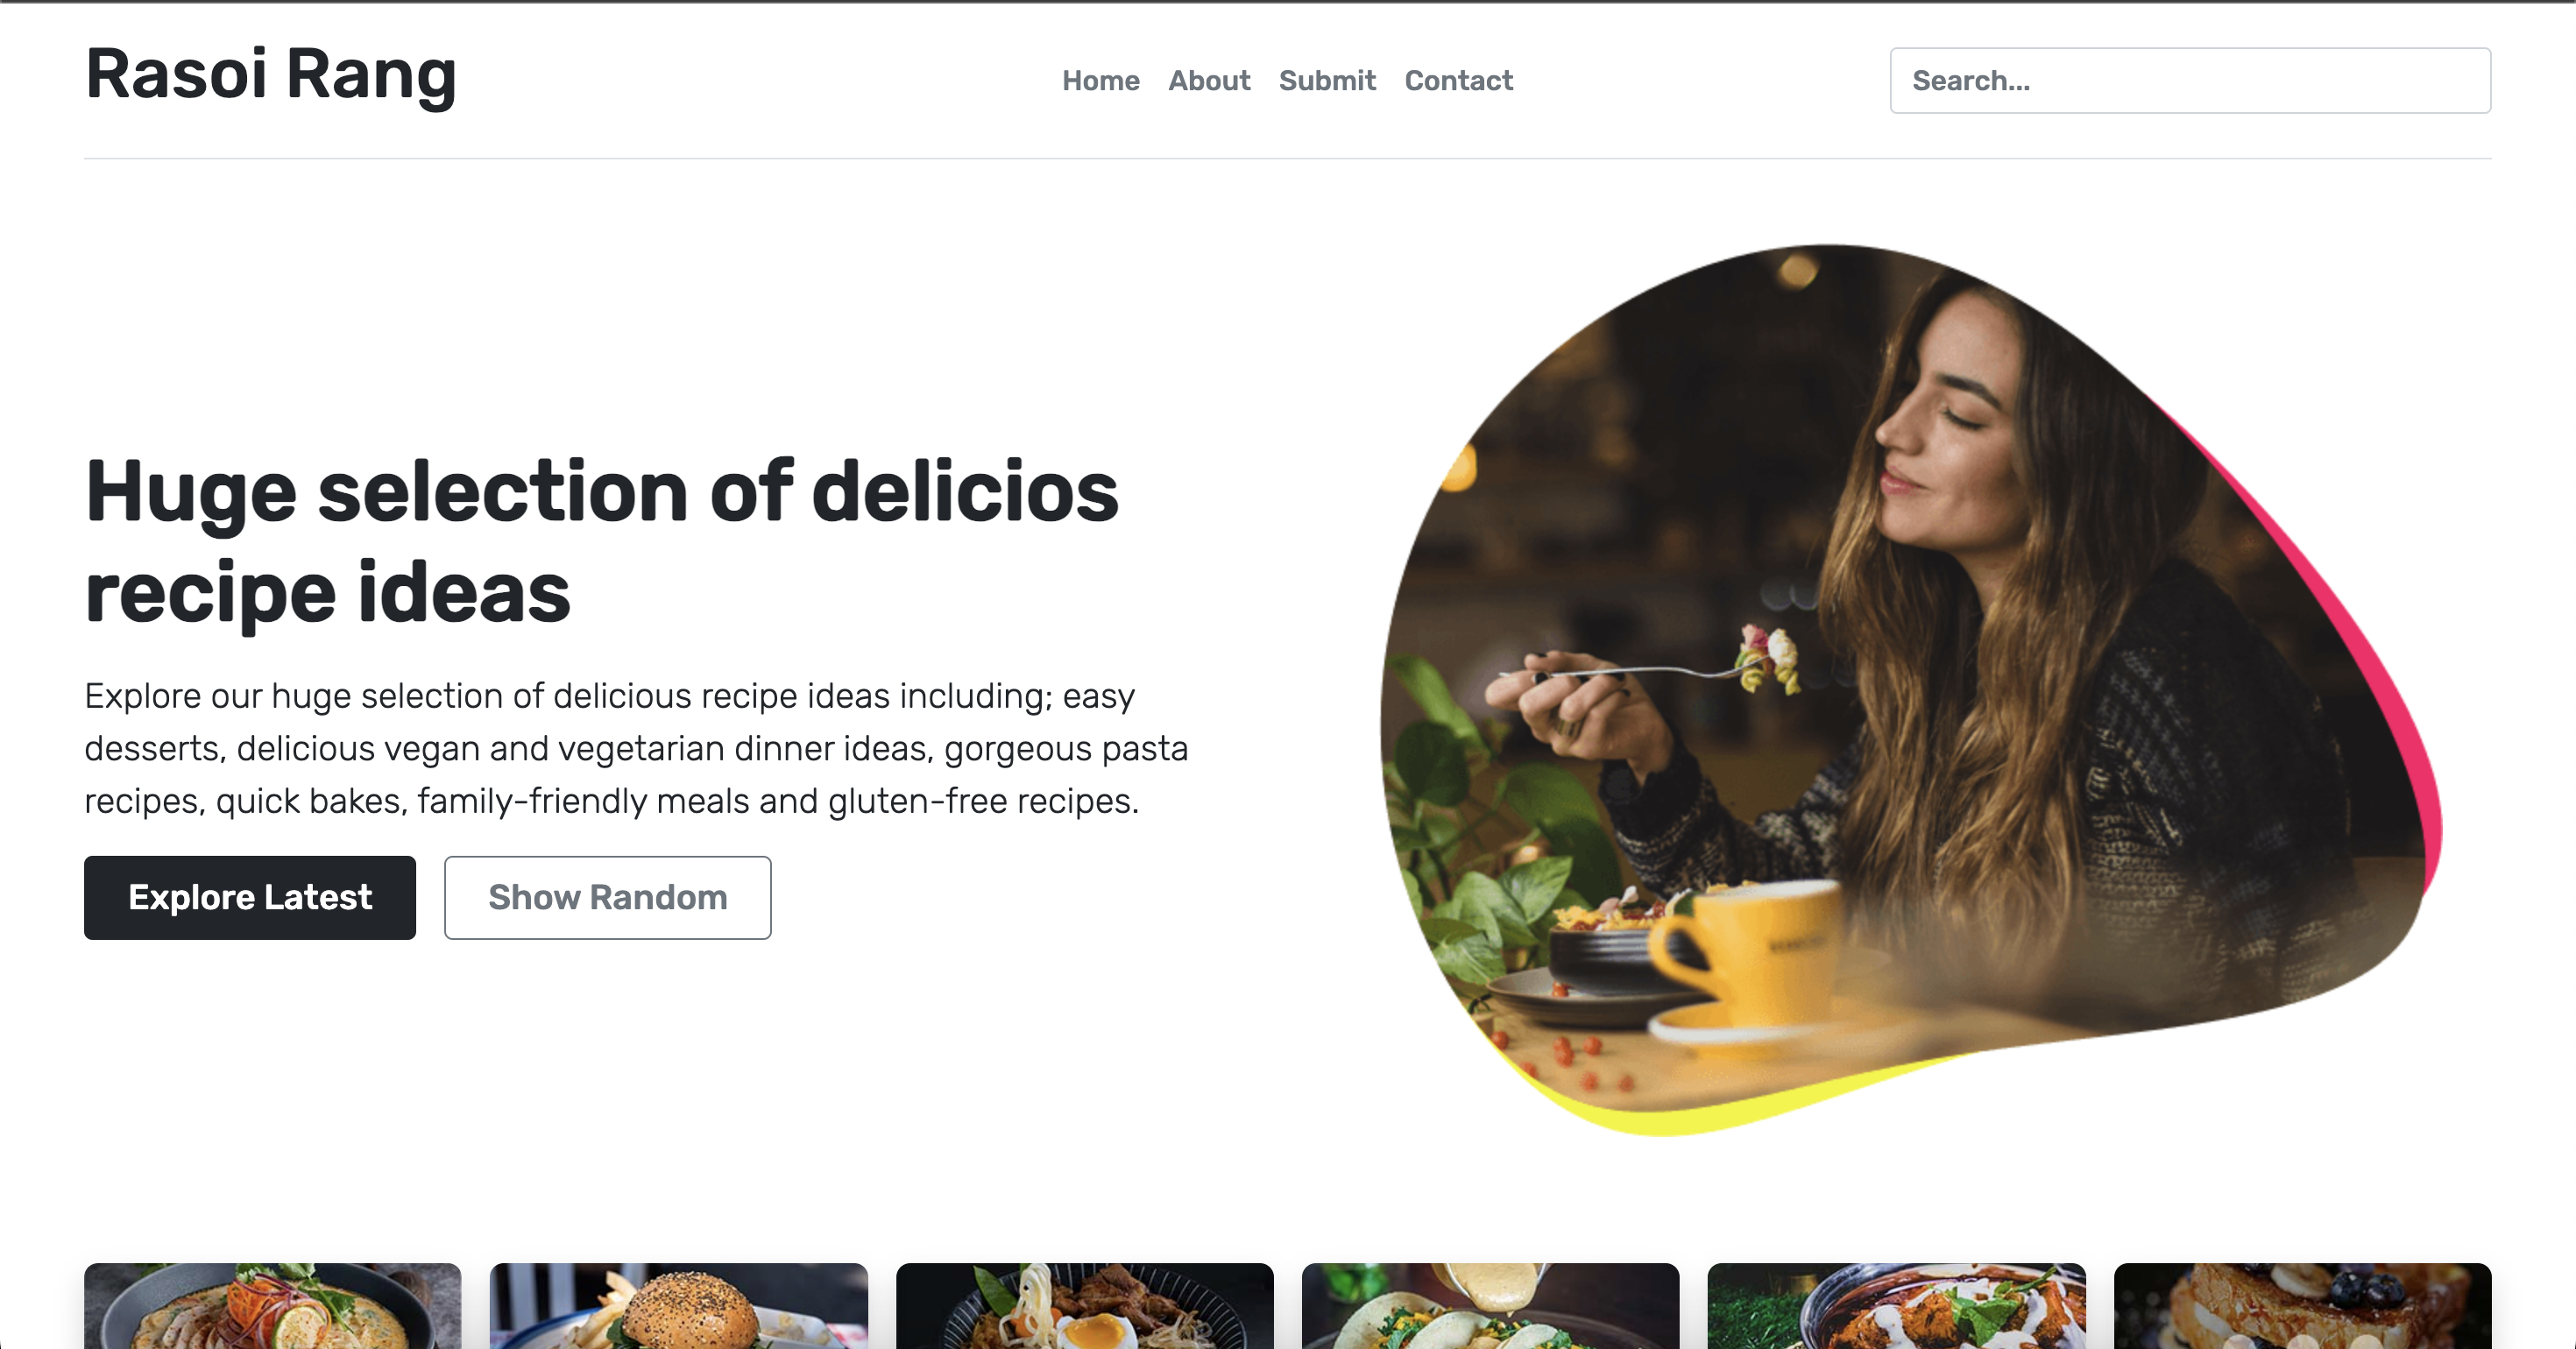 Rasoi Rang
Home About Submit Contact
Search...
Huge selection of delicios
recipe ideas
Explore our huge selection of delicious recipe ideas including; easy
desserts, delicious vegan and vegetarian dinner ideas, gorgeous pasta
recipes, quick bakes, family-friendly meals and gluten-free recipes.
Explore Latest
Show Random